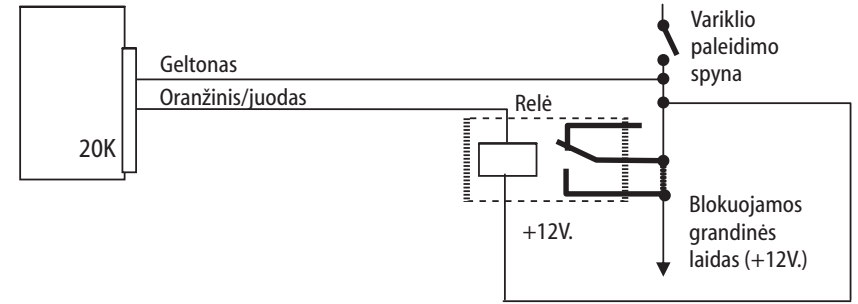 Variklio
paleidimo
spyna
Geltonas
Oranžinis/juodas
Relė
20K
+12V.
Blokuojamos
grandinės
laidas (+12V.)